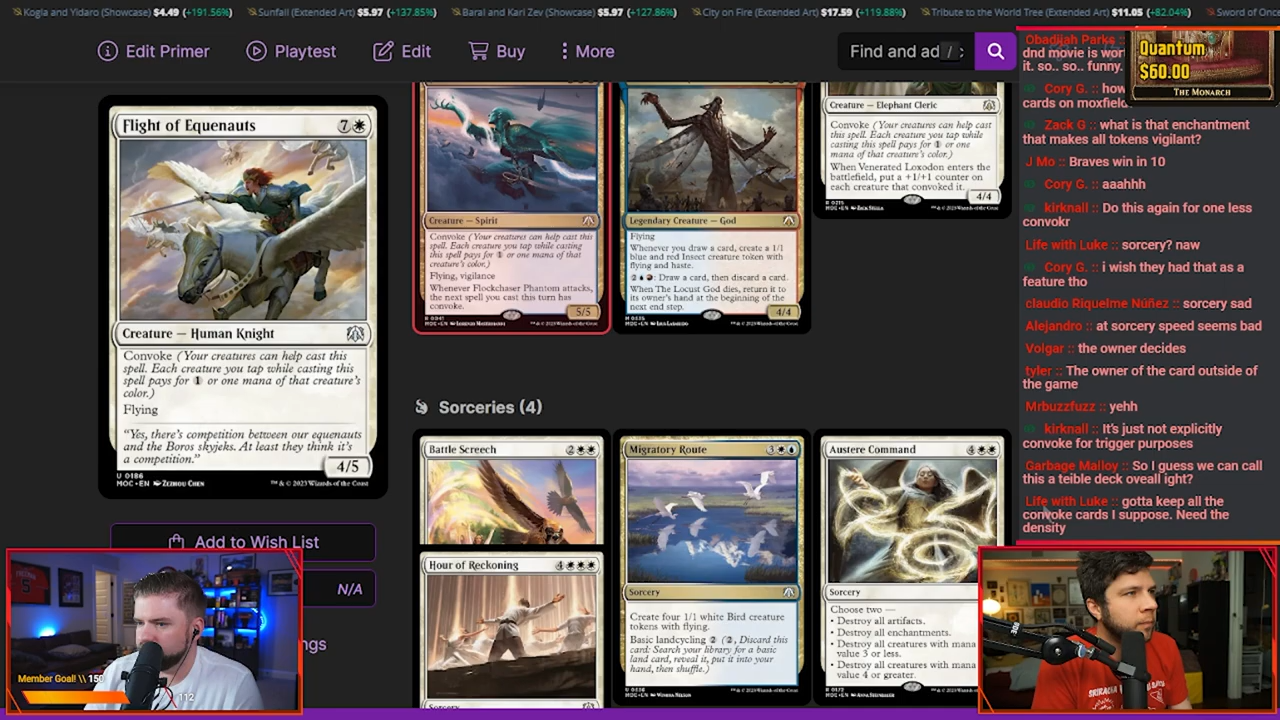 Kogla and Yidaro (Showcase) $4.49 (+191.56%) Sunfall (Extended Art) $5.97 (+137.85%) Baral and Kari Zev (Showcase) $5.97 (+127.86%) City on Fire (Extended Art) $17.59 (+119.88%) Tribute to the World Tree (Extended Art) $11.05 (+82.04%) Sword of Once
Edit Primer Playtest Edit Buy More
Find and ad / :
Flight of Equenauts 7
Creature — Human Knight
Convoke (Your creatures can help cast this
spell. Each creature you tap while casting this
spell pays for 1 or one mana of that creature's
color.)
Flying
"Yes, there's competition between our equenauts
and the Boros skyjeks. At least they think it's
a competition."
4/5
U 0186
MOC • EN Zezhou Chen ™ & © 2023 Wizards of the Coast
Add to Wish List
N/A
ngs
Member Goal! \\ 150
112
Creature — Spirit
Convoke (Your creatures can help cast this
spell. Each creature you tap while casting this
spell pays for 1 or one mana of that
creature's color.)
Flying, vigilance
Whenever Flockchaser Phantom attacks,
the next spell you cast this turn has
convoke.
5/5
Legendary Creature — God
Flying
Whenever you draw a card, create a 1/1
blue and red Insect creature token with
flying and haste.
2: Draw a card, then discard a card.
When The Locust God dies, return it to
its owner's hand at the beginning of the
next end step.
4/4
Creature — Elephant Cleric
Convoke (Your creatures can help cast
this spell. Each creature you tap while
casting this spell pays for 1 or one
mana of that creature's color.)
When Venerated Loxodon enters the
battlefield, put a +1/+1 counter on
each creature that convoked it.
4/4
Sorceries (4)
Battle Screech 2
Hour of Reckoning 4
Migratory Route 3
Sorcery
Create four 1/1 white Bird creature
tokens with flying.
Basic landcycling 2 (2, Discard this
card: Search your library for a basic
land card, reveal it, put it into your
hand, then shuffle.)
Austere Command 4
Sorcery
Choose two —
• Destroy all artifacts.
• Destroy all enchantments.
• Destroy all creatures with mana
value 3 or less.
• Destroy all creatures with mana
value 4 or greater.
Quantum
$60.00
THE MONARCH
Obadijah Parks ::
dnd movie is wor
it. so.. so.. funny.
Cory G. :: how
cards on moxfield
Zack G :: what is that enchantment
that makes all tokens vigilant?
J Mo :: Braves win in 10
Cory G. :: aaahhh
kirknall :: Do this again for one less
convokr
Life with Luke :: sorcery? naw
Cory G. :: i wish they had that as a
feature tho
claudio Riquelme Núñez :: sorcery sad
Alejandro :: at sorcery speed seems bad
Volgar :: the owner decides
tyler :: The owner of the card outside of
the game
Mrbuzzfuzz :: yehh
kirknall :: It's just not explicitly
convoke for trigger purposes
Garbage Malloy :: So I guess we can call
this a teible deck oveall ight?
Life with Luke :: gotta keep all the
convoke cards I suppose. Need the
density